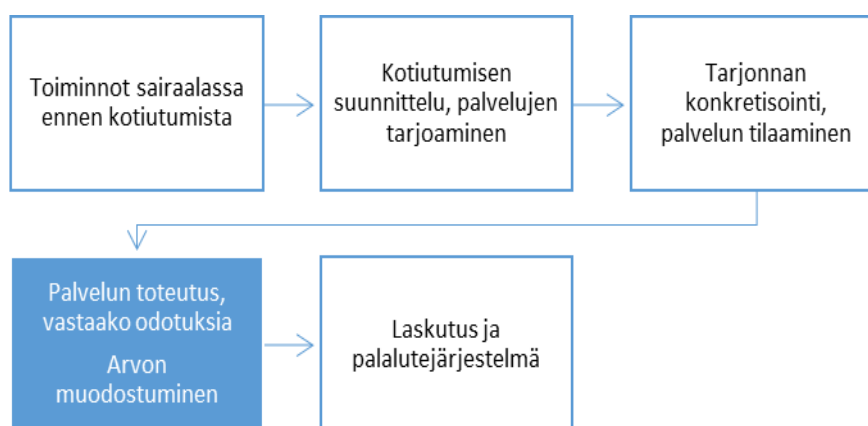 Toiminnot sairaalassa
ennen kotiutumista
Kotiutumisen
suunnittelu, palvelujen
tarjoaminen
Tarjonnan
konkretisointi,
palvelun tilaaminen
Palvelun toteutus,
vastaako odotuksia
Arvon
muodostuminen
Laskutus ja
palalutejärjestelmä